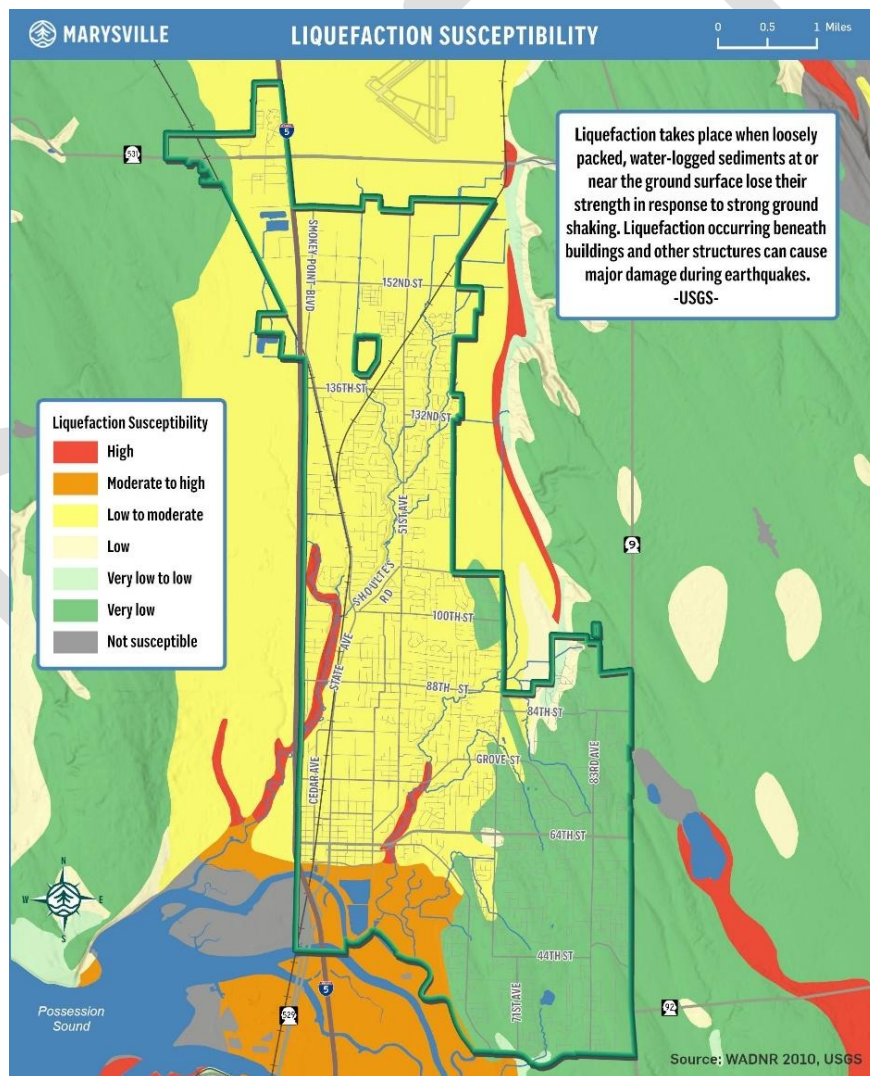 MARYSVILLE
LIQUEFACTION SUSCEPTIBILITY
0 0.5 1 Miles
5
531
Liquefaction takes place when loosely
packed, water-logged sediments at or
near the ground surface lose their
strength in response to strong ground
shaking. Liquefaction occurring beneath
buildings and other structures can cause
major damage during earthquakes.
-USGS-
SMOKEY POINT BLVD
152ND ST
136TH ST
132ND ST
Liquefaction Susceptibility
High
Moderate to high
Low to moderate
Low
Very low to low
Very low
Not susceptible
51ST AVE
9
SHOULTES
RD
100TH ST
STATE AVE
88TH ST
84TH ST
83RD AVE
GROVE ST
CEDAR AVE
64TH ST
N
W E
S
44TH ST
71ST AVE
5
92
529
Possession
Sound
Source: WADNR 2010, USGS